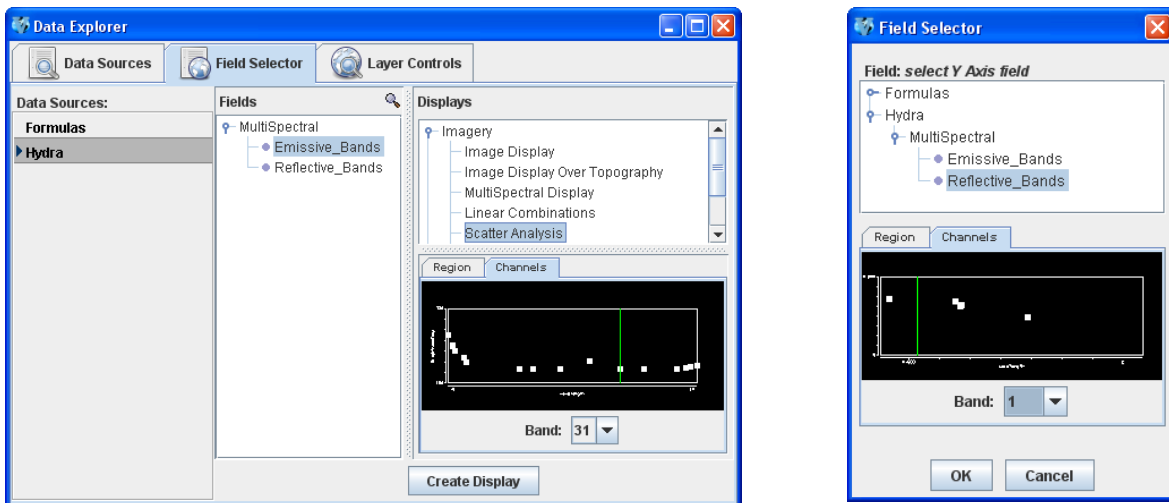 Data Explorer
Data Sources
Field Selector
Layer Controls
Data Sources:
Formulas
Hydra
Fields
MultiSpectral
Emissive_Bands
Reflective_Bands
Displays
Imagery
Image Display
Image Display Over Topography
MultiSpectral Display
Linear Combinations
Scatter Analysis
Region
Channels
Band: 31
Create Display
Field Selector
Field: select Y Axis field
Formulas
Hydra
MultiSpectral
Emissive_Bands
Reflective_Bands
Region
Channels
Band: 1
OK
Cancel